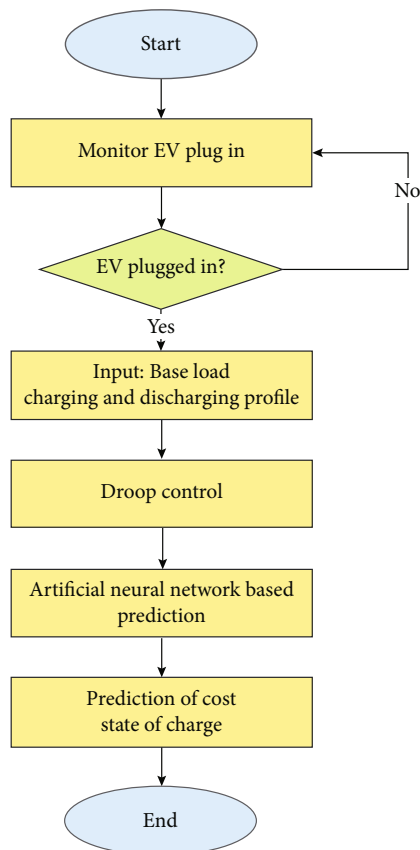 Start
Monitor EV plug in
No
EV plugged in?
Yes
Input: Base load
charging and discharging profile
Droop control
Artificial neural network based
prediction
Prediction of cost
state of charge
End